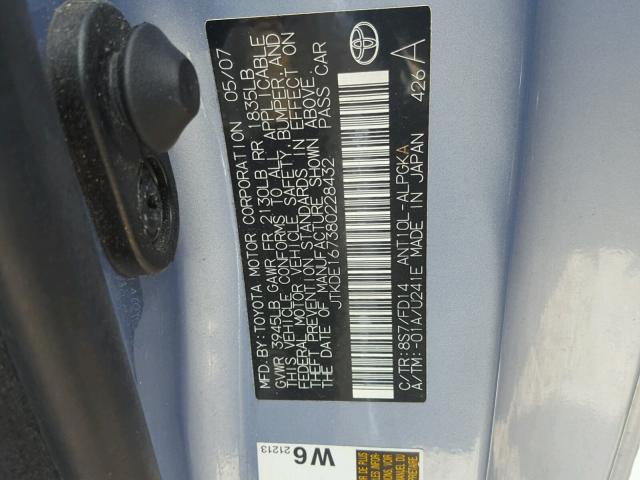 MFD.BY:TOYOTA MOTOR CORPORATION 05/07
GVWR 3945LB GAWR FR 2130LB RR 1835LB
THIS VEHICLE CONFORMS TO ALL APPLICABLE
FEDERAL MOTOR VEHICLE SAFETY, BUMPER, AND
THEFT PREVENTION STANDARDS IN EFFECT ON
THE DATE OF MANUFACTURE SHOWN ABOVE.
JTKDE167380228432 PASS CAR
C/TR:8S7/FD14 ANT10L-ALPGKA
A/TM:-01A/U241E MADE IN JAPAN 426 A
W6
21213